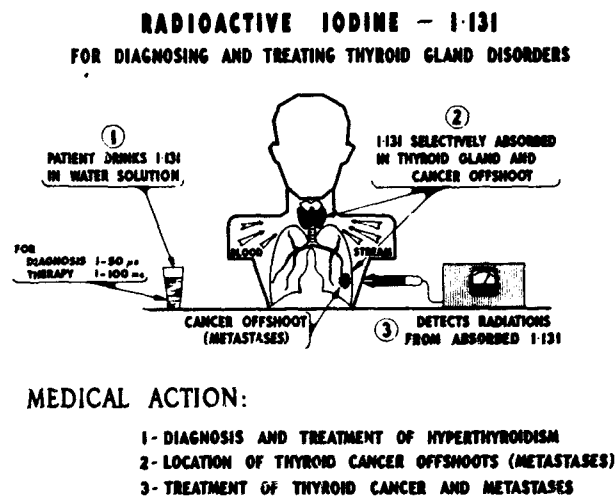 RADIOACTIVE IODINE - I-131
FOR DIAGNOSING AND TREATING THYROID GLAND DISORDERS
1
PATIENT DRINKS I-131
IN WATER SOLUTION
2
I-131 SELECTIVELY ABSORBED
IN THYROID GLAND AND
CANCER OFFSHOOT
FOR
DIAGNOSIS 1-50 µc
THERAPY 1-100 mc
BLOOD STREAM
CANCER OFFSHOOT
(METASTASES)
3
DETECTS RADIATIONS
FROM ABSORBED I-131
MEDICAL ACTION:
1- DIAGNOSIS AND TREATMENT OF HYPERTHYROIDISM
2- LOCATION OF THYROID CANCER OFFSHOOTS (METASTASES)
3- TREATMENT OF THYROID CANCER AND METASTASES